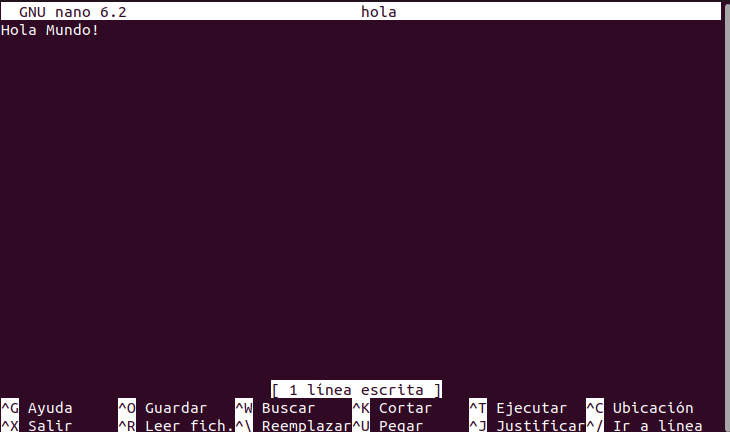 GNU nano 6.2 hola
Hola Mundo!
[ 1 línea escrita ]
^G Ayuda ^O Guardar ^W Buscar ^K Cortar ^T Ejecutar ^C Ubicación
^X Salir ^R Leer fich. ^\ Reemplazar ^U Pegar ^J Justificar ^/ Ir a línea